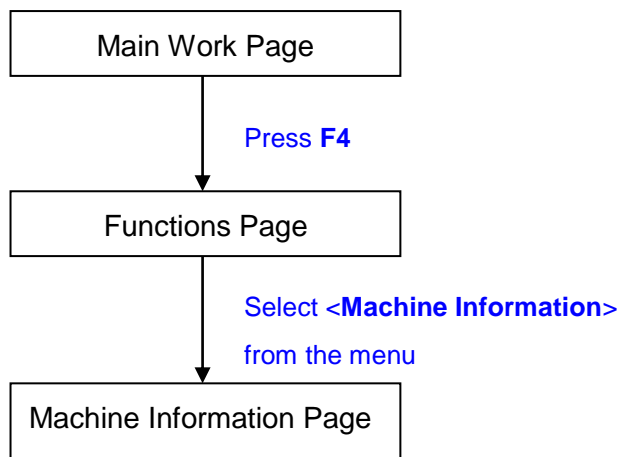 Main Work Page
Press F4
Functions Page
Select <Machine Information>
from the menu
Machine Information Page